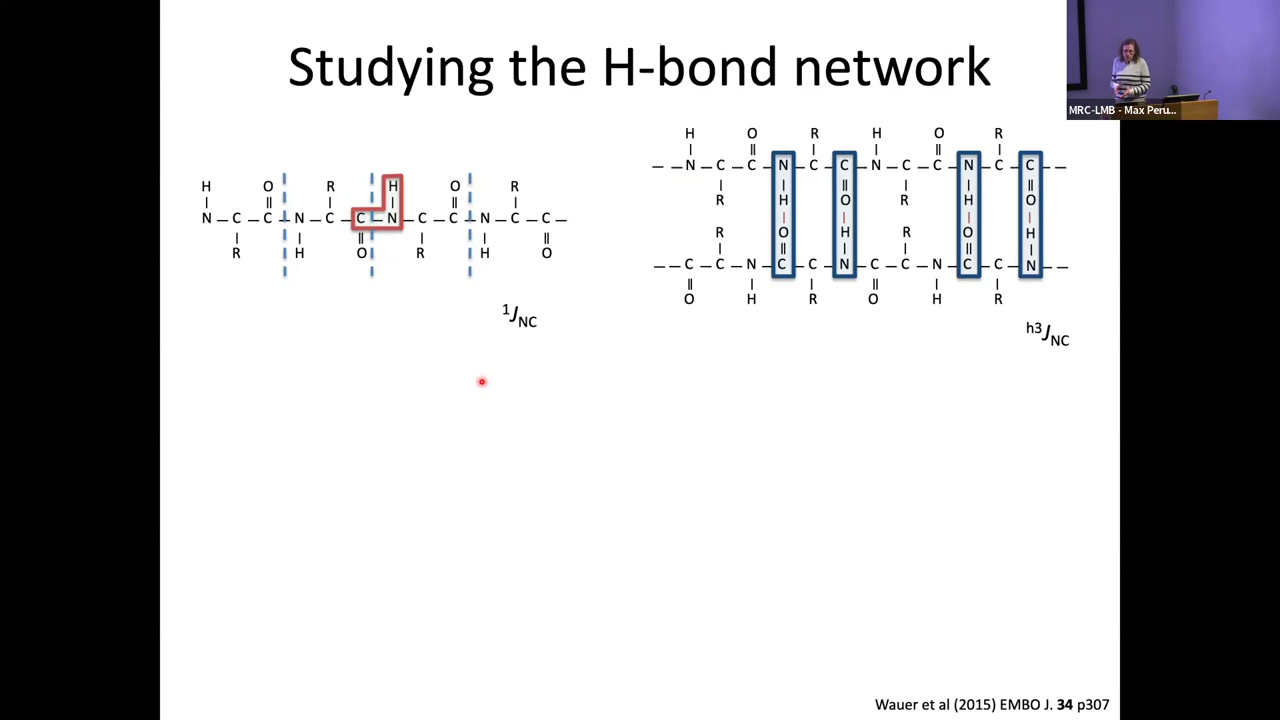 Studying the H-bond network
MRC-LMB - Max Peru...
H O R H O R
N – C – C – N – C – C – N – C – C – N – C – C –
R H O R H O
¹J_NC
H O R H O R
– N – C – C – N – C – C – N – C – C – N – C – C –
R H O R H O
R O H R O H
– C – C – N – C – C – N – C – C – N – C – C – N –
O H R O H R
h3J_NC
Wauer et al (2015) EMBO J. 34 p307